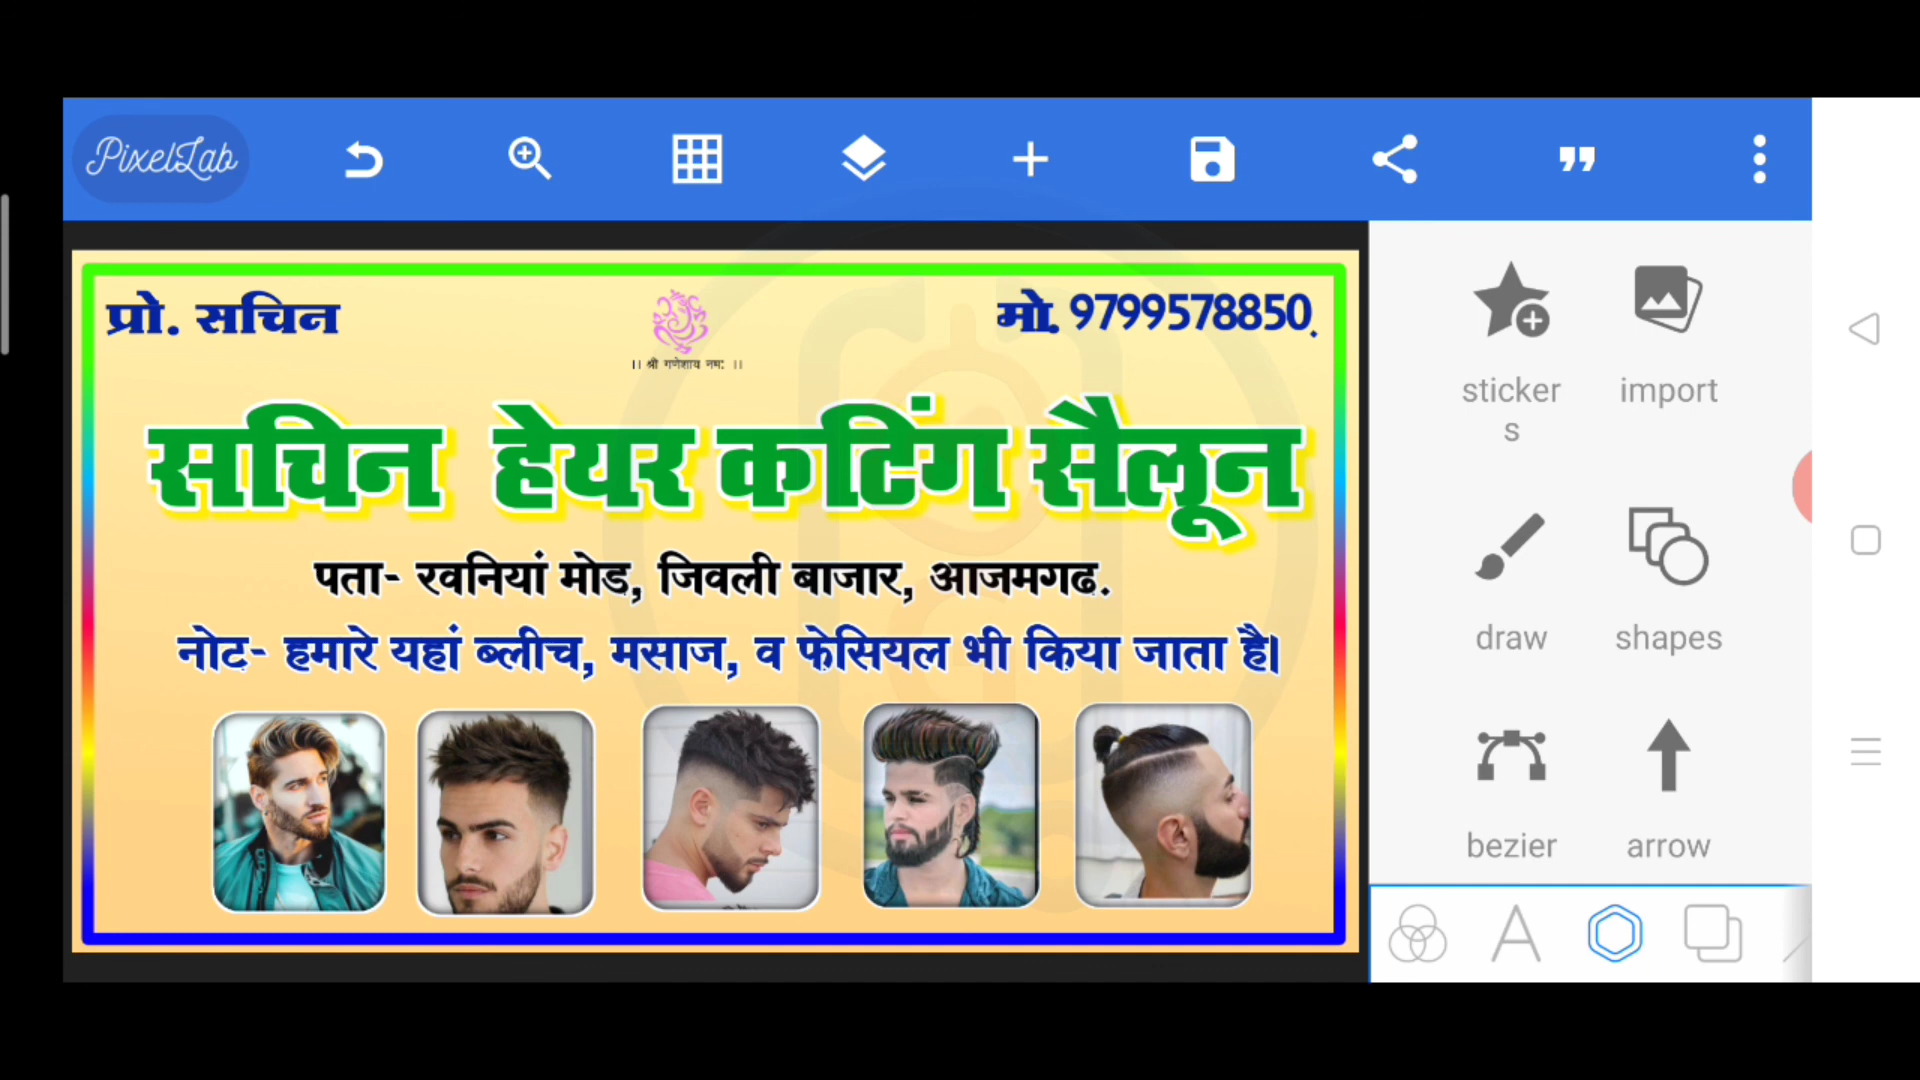 PixelLab
प्रो. सचिन
मो. 9799578850.
।। श्री गणेशाय नमः ।।
सचिन हेयर कटिंग सैलून
पता- रवनियां मोड, जिवली बाजार, आजमगढ.
नोट- हमारे यहां ब्लीच, मसाज, व फेसियल भी किया जाता है।
stickers
import
draw
shapes
bezier
arrow